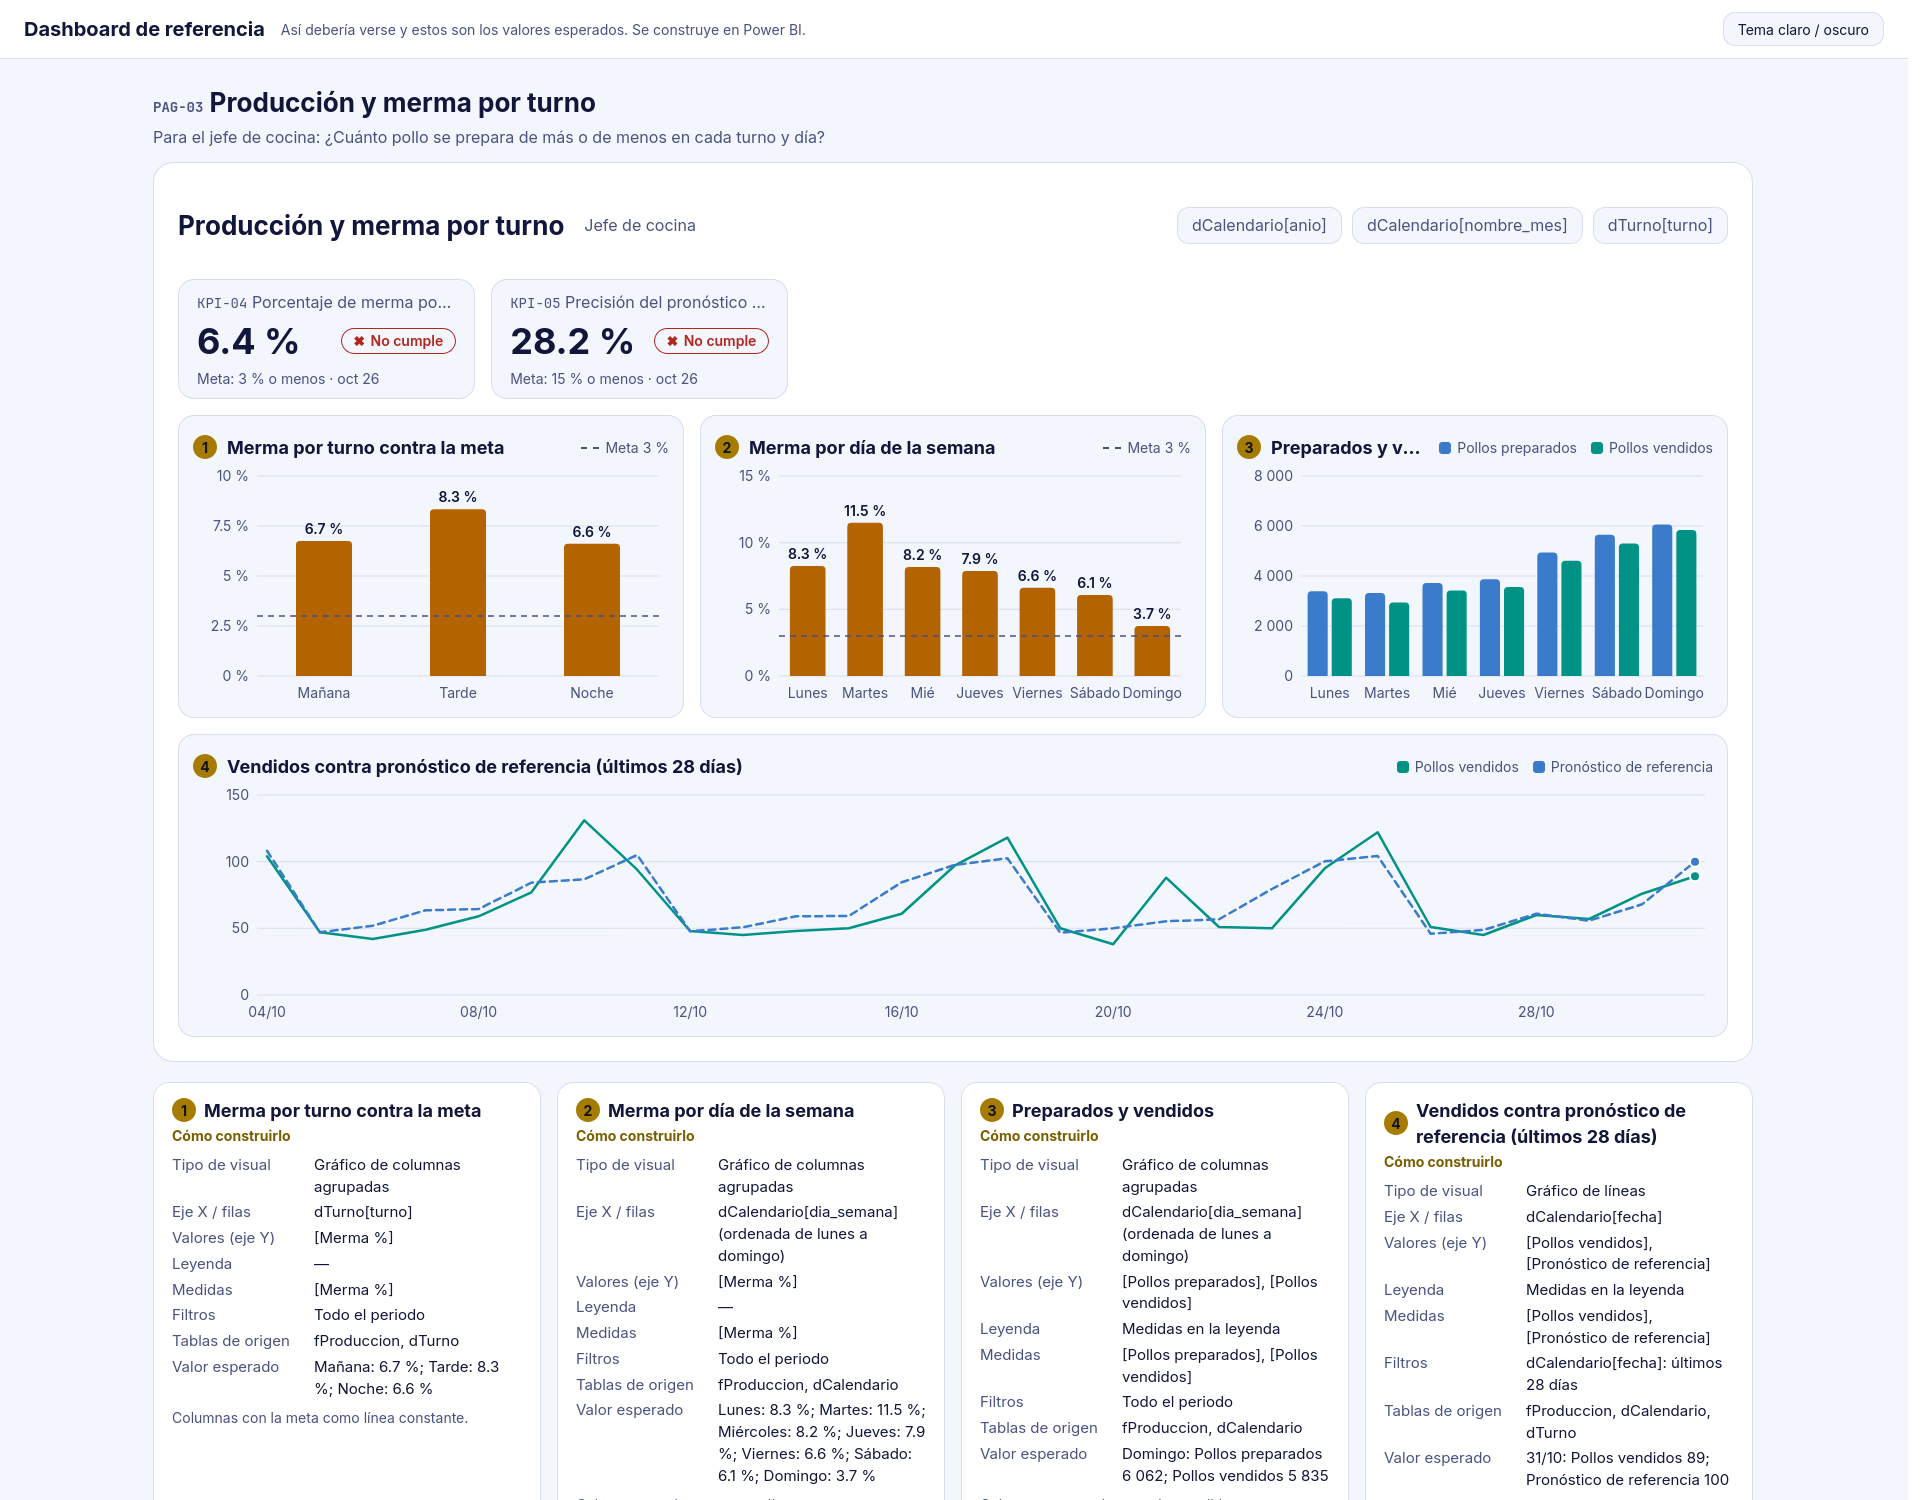 Dashboard de referencia
Así debería verse y estos son los valores esperados. Se construye en Power BI.
Tema claro / oscuro
PAG-03 Producción y merma por turno
Para el jefe de cocina: ¿Cuánto pollo se prepara de más o de menos en cada turno y día?
Producción y merma por turno
Jefe de cocina
dCalendario[anio]
dCalendario[nombre_mes]
dTurno[turno]
KPI-04 Porcentaje de merma po...
6.4 %
✖ No cumple
Meta: 3 % o menos · oct 26
KPI-05 Precisión del pronóstico ...
28.2 %
✖ No cumple
Meta: 15 % o menos · oct 26
1 Merma por turno contra la meta
Meta 3 %
10 %
7.5 %
5 %
2.5 %
0 %
6.7 %
8.3 %
6.6 %
Mañana
Tarde
Noche
2 Merma por día de la semana
Meta 3 %
15 %
10 %
5 %
0 %
8.3 %
11.5 %
8.2 %
7.9 %
6.6 %
6.1 %
3.7 %
Lunes
Martes
Mié
Jueves
Viernes
Sábado
Domingo
3 Preparados y v...
Pollos preparados
Pollos vendidos
8 000
6 000
4 000
2 000
0
Lunes
Martes
Mié
Jueves
Viernes
Sábado
Domingo
4 Vendidos contra pronóstico de referencia (últimos 28 días)
Pollos vendidos
Pronóstico de referencia
150
100
50
0
04/10
08/10
12/10
16/10
20/10
24/10
28/10
1 Merma por turno contra la meta
Cómo construirlo
Tipo de visual
Gráfico de columnas
agrupadas
Eje X / filas
dTurno[turno]
Valores (eje Y)
[Merma %]
Leyenda
—
Medidas
[Merma %]
Filtros
Todo el periodo
Tablas de origen
fProduccion, dTurno
Valor esperado
Mañana: 6.7 %; Tarde: 8.3
%; Noche: 6.6 %
Columnas con la meta como línea constante.
2 Merma por día de la semana
Cómo construirlo
Tipo de visual
Gráfico de columnas
agrupadas
Eje X / filas
dCalendario[dia_semana]
(ordenada de lunes a
domingo)
Valores (eje Y)
[Merma %]
Leyenda
—
Medidas
[Merma %]
Filtros
Todo el periodo
Tablas de origen
fProduccion, dCalendario
Valor esperado
Lunes: 8.3 %; Martes: 11.5 %;
Miércoles: 8.2 %; Jueves: 7.9
%; Viernes: 6.6 %; Sábado:
6.1 %; Domingo: 3.7 %
3 Preparados y vendidos
Cómo construirlo
Tipo de visual
Gráfico de columnas
agrupadas
Eje X / filas
dCalendario[dia_semana]
(ordenada de lunes a
domingo)
Valores (eje Y)
[Pollos preparados], [Pollos
vendidos]
Leyenda
Medidas en la leyenda
Medidas
[Pollos preparados], [Pollos
vendidos]
Filtros
Todo el periodo
Tablas de origen
fProduccion, dCalendario
Valor esperado
Domingo: Pollos preparados
6 062; Pollos vendidos 5 835
4 Vendidos contra pronóstico de
referencia (últimos 28 días)
Cómo construirlo
Tipo de visual
Gráfico de líneas
Eje X / filas
dCalendario[fecha]
Valores (eje Y)
[Pollos vendidos],
[Pronóstico de referencia]
Leyenda
Medidas en la leyenda
Medidas
[Pollos vendidos],
[Pronóstico de referencia]
Filtros
dCalendario[fecha]: últimos
28 días
Tablas de origen
fProduccion, dCalendario,
dTurno
Valor esperado
31/10: Pollos vendidos 89;
Pronóstico de referencia 100